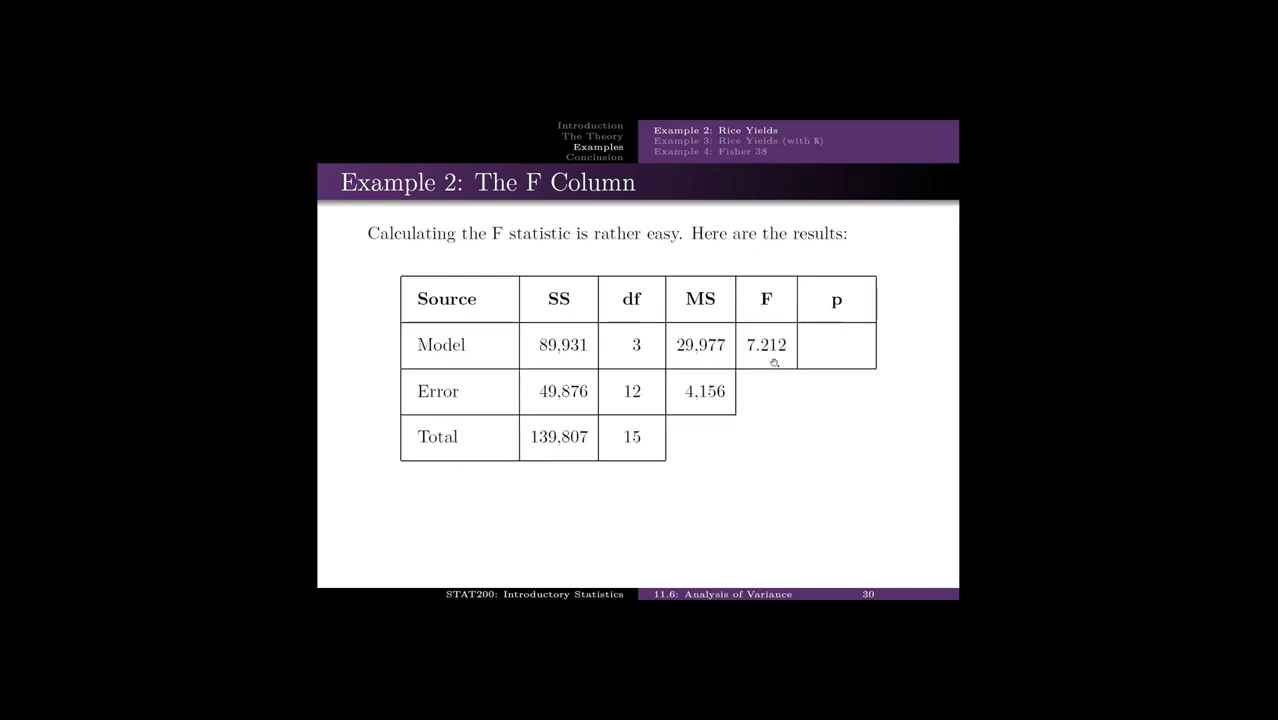 Introduction
The Theory
Examples
Conclusion
Example 2: Rice Yields
Example 3: Rice Yields (with R)
Example 4: Fisher 38
Example 2: The F Column
Calculating the F statistic is rather easy. Here are the results:
Source SS df MS F p
Model 89,931 3 29,977 7.212
Error 49,876 12 4,156
Total 139,807 15
STAT200: Introductory Statistics 11.6: Analysis of Variance 30